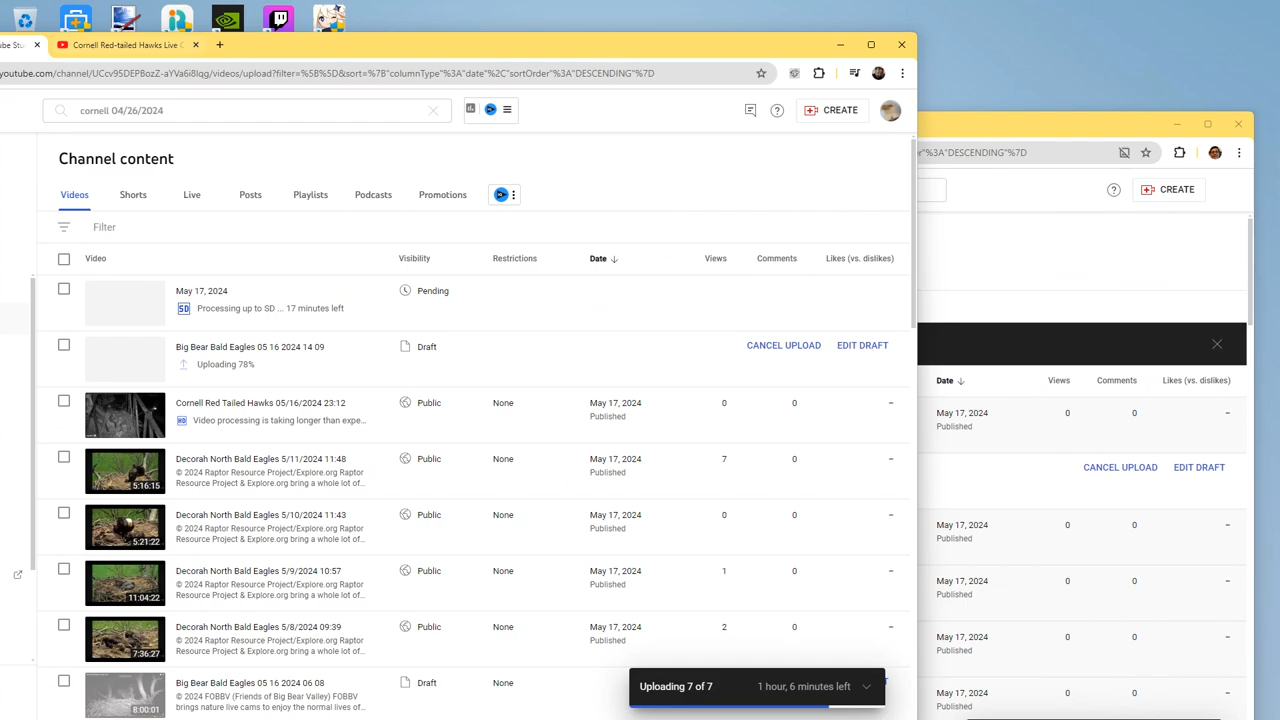 be Stu
Cornell Red-tailed Hawks Live C
youtube.com/channel/UCcv95DEP8ozZ-a1Wa6i8lqg/videos/upload?filter=%5B%5D&sort=%7B"columnType"%3A"date"%2C"sortOrder"%3A"DESCENDING"%7D
cornell 04/26/2024
CREATE
Channel content
Videos Shorts Live Posts Playlists Podcasts Promotions
Filter
Video Visibility Restrictions Date Views Comments Likes (vs. dislikes)
May 17, 2024 Pending
SD Processing up to SD ... 17 minutes left
Big Bear Bald Eagles 05 16 2024 14 09 Draft CANCEL UPLOAD EDIT DRAFT
Uploading 78%
Cornell Red Tailed Hawks 05/16/2024 23:12 Public None May 17, 2024 0 0 –
Published
HD Video processing is taking longer than expe...
Decorah North Bald Eagles 5/11/2024 11:48 Public None May 17, 2024 7 0 –
© 2024 Raptor Resource Project/Explore.org Raptor Published
Resource Project & Explore.org bring a whole lot of...
5:16:15
Decorah North Bald Eagles 5/10/2024 11:43 Public None May 17, 2024 0 0 –
© 2024 Raptor Resource Project/Explore.org Raptor Published
Resource Project & Explore.org bring a whole lot of...
5:21:22
Decorah North Bald Eagles 5/9/2024 10:57 Public None May 17, 2024 1 0 –
© 2024 Raptor Resource Project/Explore.org Raptor Published
Resource Project & Explore.org bring a whole lot of...
11:04:22
Decorah North Bald Eagles 5/8/2024 09:39 Public None May 17, 2024 2 0 –
© 2024 Raptor Resource Project/Explore.org Raptor Published
Resource Project & Explore.org bring a whole lot of...
7:36:27
Big Bear Bald Eagles 05 16 2024 06 08 Draft None
© 2024 FOBBV (Friends of Big Bear Valley) FOBBV
brings nature live cams to enjoy the normal lives of...
8:00:01
Uploading 7 of 7 1 hour, 6 minutes left
er"%3A"DESCENDING"%7D
CREATE
Date Views Comments Likes (vs. dislikes)
May 17, 2024 0 0 –
Published
CANCEL UPLOAD EDIT DRAFT
May 17, 2024 0 0 –
Published
May 17, 2024 0 0 –
Published
May 17, 2024 0 0 –
Published
May 17, 2024 0 0 –
Published